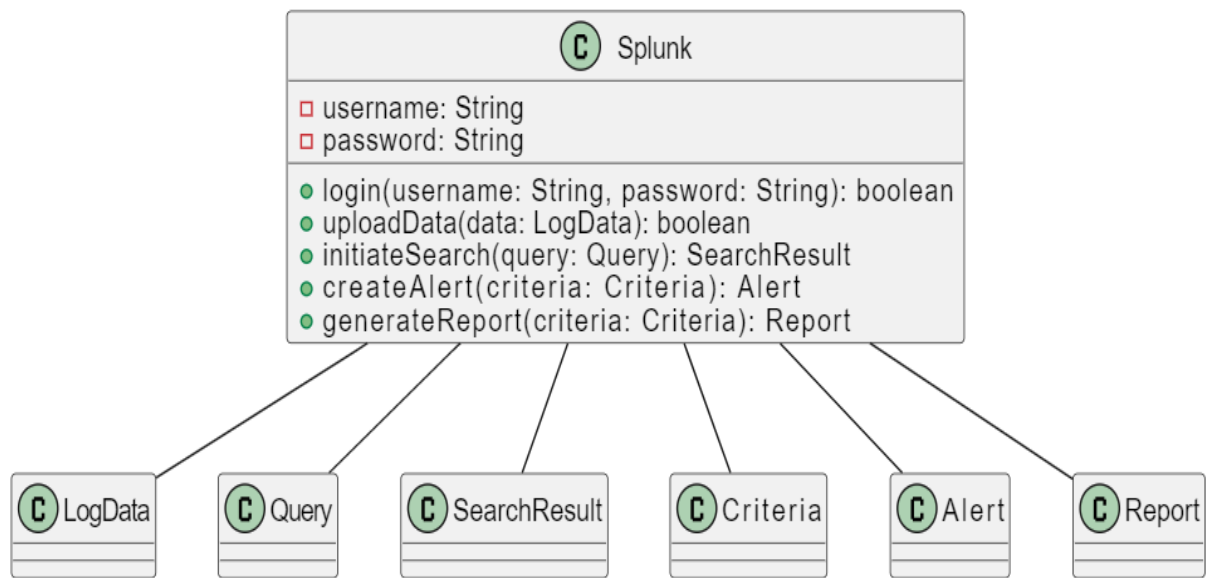 C Splunk
username: String
password: String
login(username: String, password: String): boolean
uploadData(data: LogData): boolean
initiateSearch(query: Query): SearchResult
createAlert(criteria: Criteria): Alert
generateReport(criteria: Criteria): Report
C LogData
C Query
C SearchResult
C Criteria
C Alert
C Report